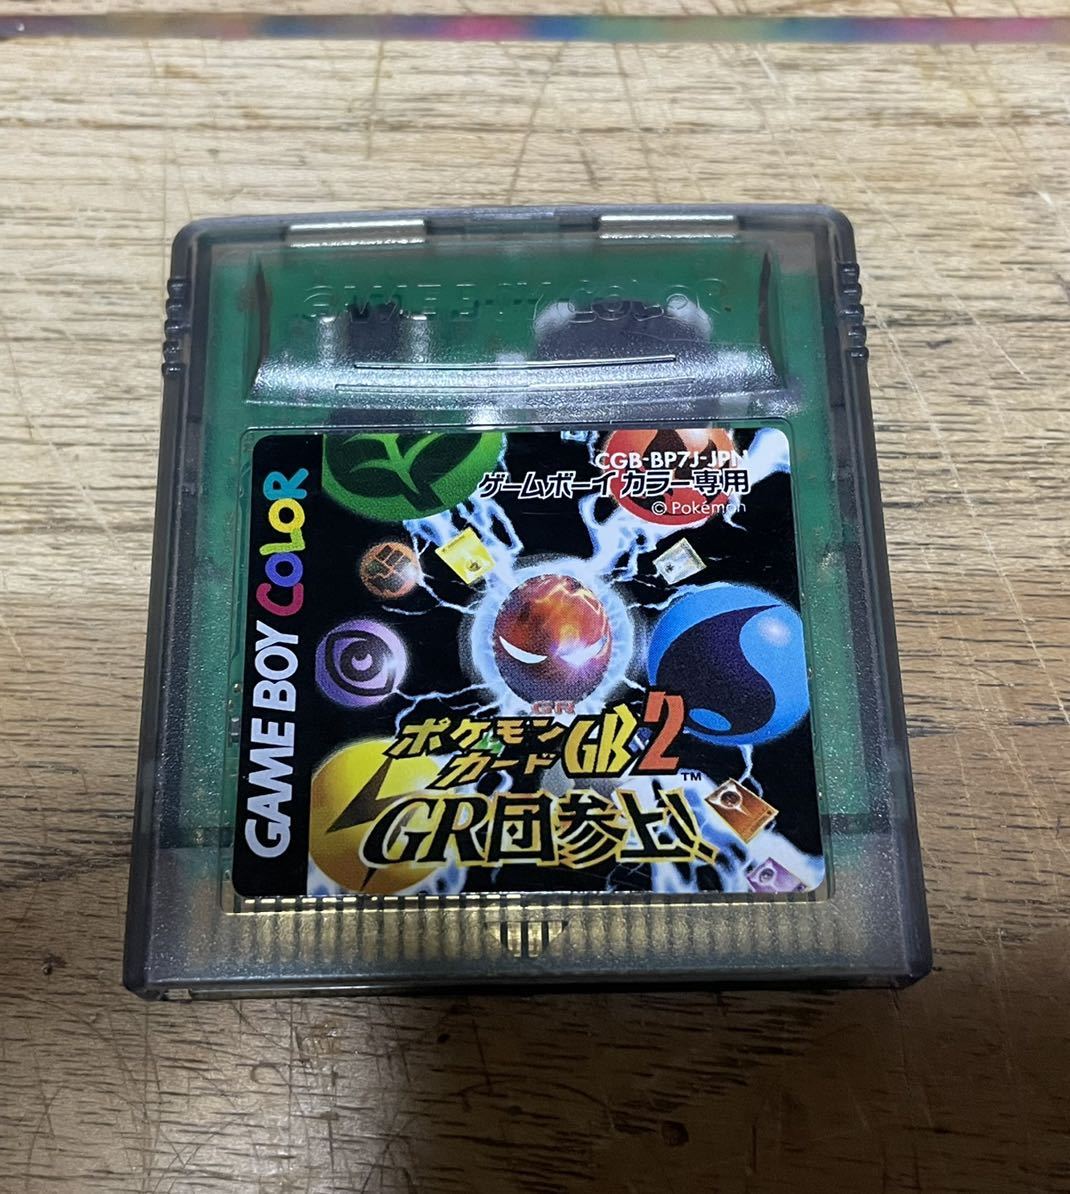 GAME BOY COLOR
CGB-BP7J-JPN
ゲームボーイ カラー専用
© Pokémon
GAME BOY COLOR
GR
ポケモン
カード GB2
TM
GR団参上!